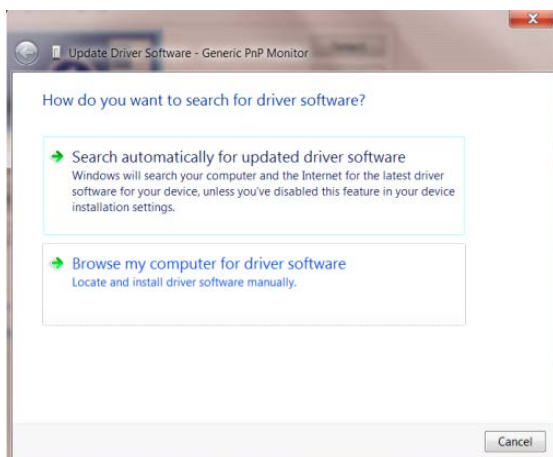 Update Driver Software - Generic PnP Monitor
How do you want to search for driver software?
Search automatically for updated driver software
Windows will search your computer and the Internet for the latest driver
software for your device, unless you've disabled this feature in your device
installation settings.
Browse my computer for driver software
Locate and install driver software manually.
Cancel